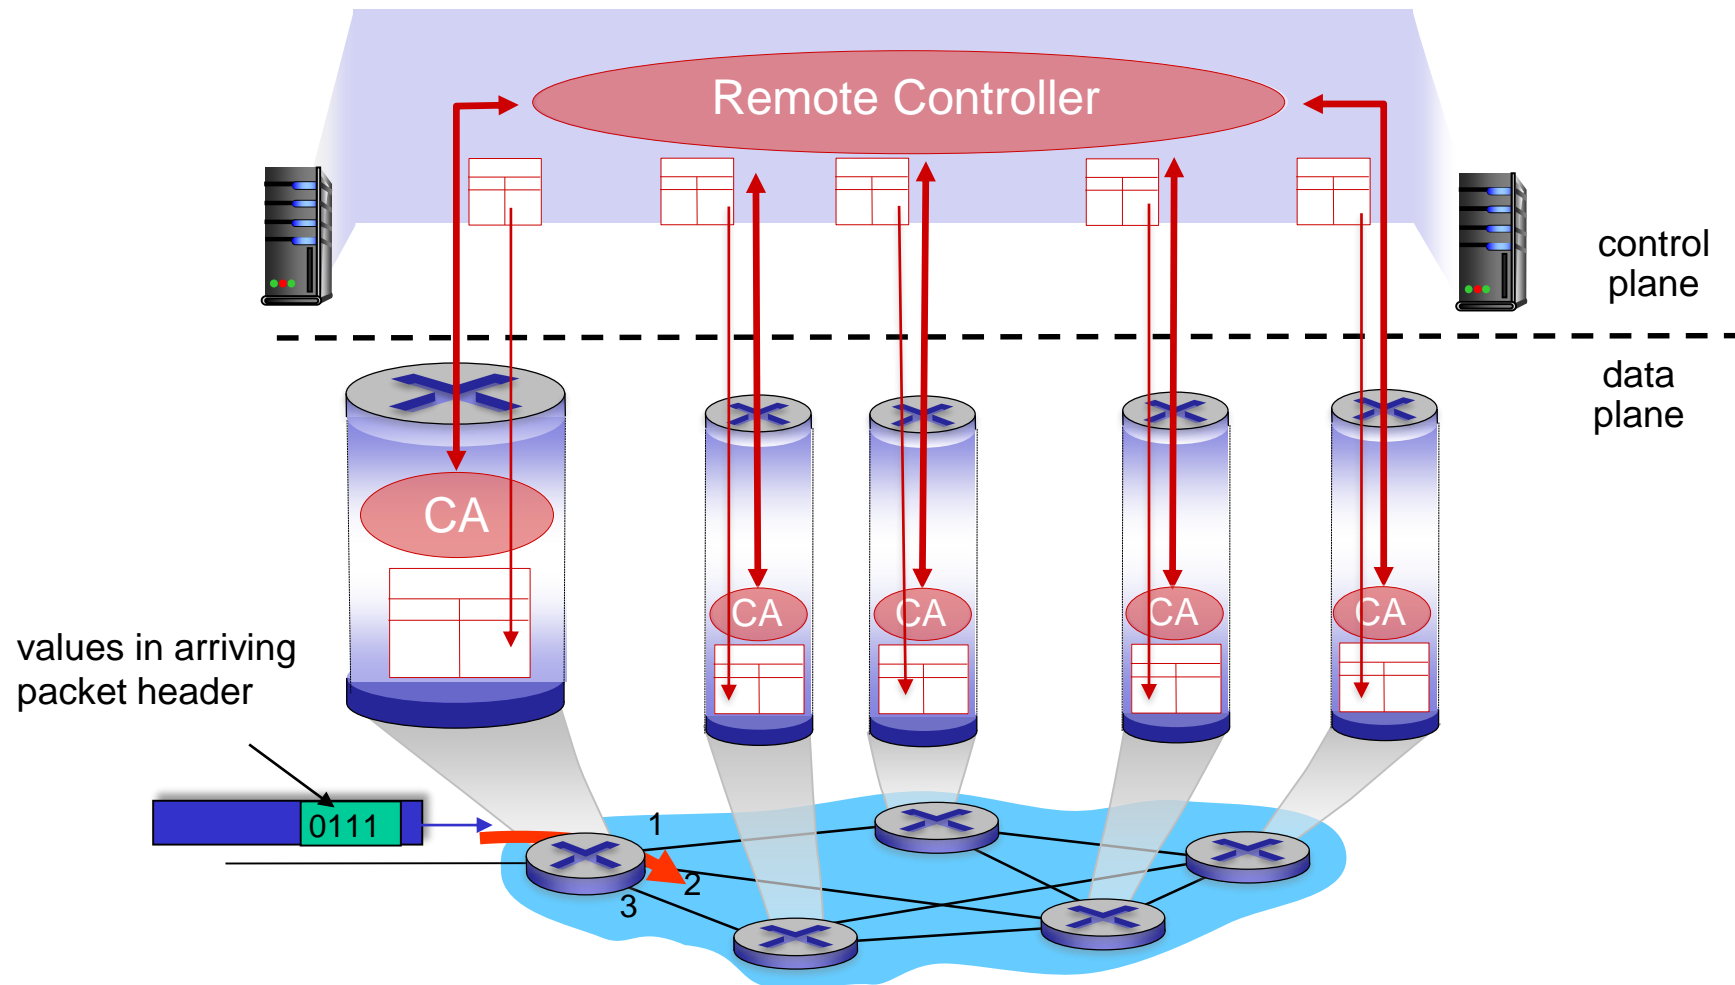 Remote Controller
control
plane
data
plane
CA
CA
CA
CA
CA
values in arriving
packet header
0111
1
2
3